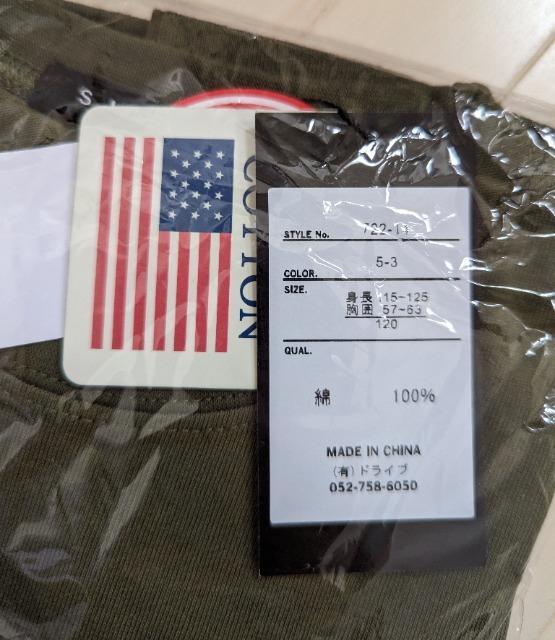 COTTON
STYLE No.
COLOR. 5-3
SIZE.
身長 115~125
胸囲 57~63
120
QUAL.
綿 100%
MADE IN CHINA
(有)ドライブ
052-758-6050